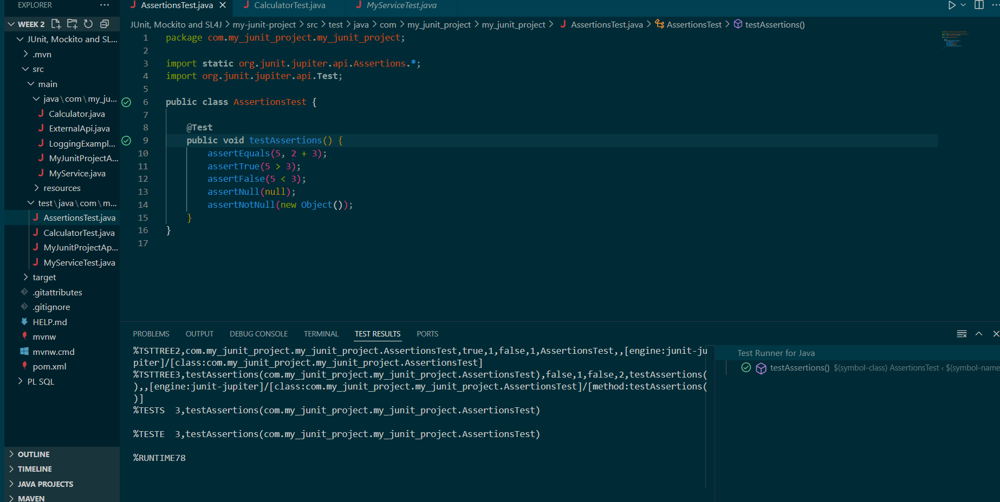 EXPLORER
WEEK 2
JUnit, Mockito and SL...
.mvn
src
main
java\com\my_ju...
Calculator.java
ExternalApi.java
LoggingExampl...
MyJunitProjectA...
MyService.java
resources
test\java\com\m...
AssertionsTest.java
CalculatorTest.java
MyJunitProjectAp...
MyServiceTest.java
target
.gitattributes
.gitignore
HELP.md
mvnw
mvnw.cmd
pom.xml
PL SQL
OUTLINE
TIMELINE
JAVA PROJECTS
MAVEN
AssertionsTest.java CalculatorTest.java MyServiceTest.java
JUnit, Mockito and SL4J > my-junit-project > src > test > java > com > my_junit_project > my_junit_project > AssertionsTest.java > AssertionsTest > testAssertions()
1 package com.my_junit_project.my_junit_project;
2
3 import static org.junit.jupiter.api.Assertions.*;
4 import org.junit.jupiter.api.Test;
5
6 public class AssertionsTest {
7
8 @Test
9 public void testAssertions() {
10 assertEquals(5, 2 + 3);
11 assertTrue(5 > 3);
12 assertFalse(5 < 3);
13 assertNull(null);
14 assertNotNull(new Object());
15 }
16 }
17
PROBLEMS OUTPUT DEBUG CONSOLE TERMINAL TEST RESULTS PORTS
%TSTTREE2,com.my_junit_project.my_junit_project.AssertionsTest,true,1,false,1,AssertionsTest,,[engine:junit-ju
piter]/[class:com.my_junit_project.my_junit_project.AssertionsTest]
%TSTTREE3,testAssertions(com.my_junit_project.my_junit_project.AssertionsTest),false,1,false,2,testAssertions(
),,[engine:junit-jupiter]/[class:com.my_junit_project.my_junit_project.AssertionsTest]/[method:testAssertions(
)]
%TESTS 3,testAssertions(com.my_junit_project.my_junit_project.AssertionsTest)
%TESTE 3,testAssertions(com.my_junit_project.my_junit_project.AssertionsTest)
%RUNTIME78
Test Runner for Java
testAssertions() $(symbol-class) AssertionsTest < $(symbol-name